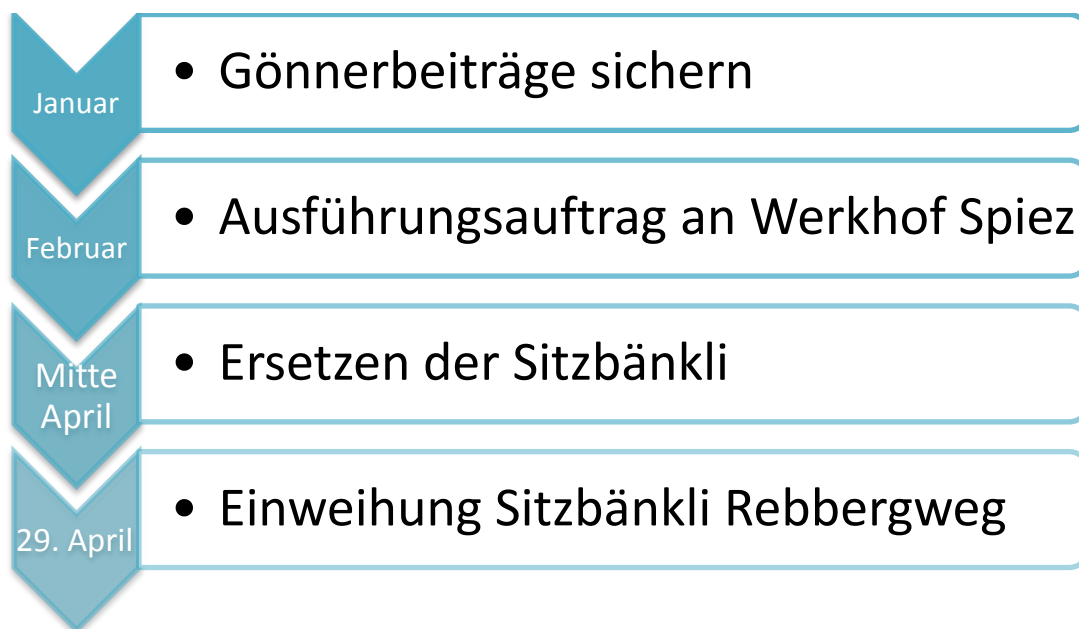 Januar
• Gönnerbeiträge sichern
Februar
• Ausführungsauftrag an Werkhof Spiez
Mitte
April
• Ersetzen der Sitzbänkli
29. April
• Einweihung Sitzbänkli Rebbergweg